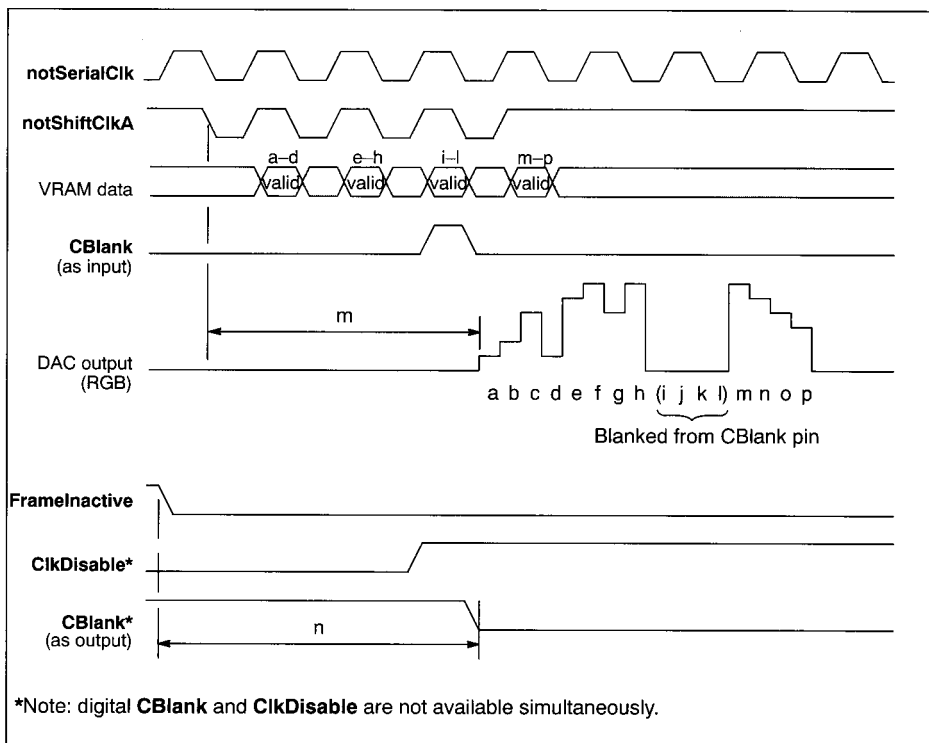 notSerialClk
notShiftClkA
a–d e–h i–l m–p
valid valid valid valid
VRAM data
CBlank
(as input)
m
DAC output
(RGB)
a b c d e f g h (i j k l) m n o p
Blanked from CBlank pin
FrameInactive
ClkDisable*
CBlank*
(as output)
n
*Note: digital CBlank and ClkDisable are not available simultaneously.